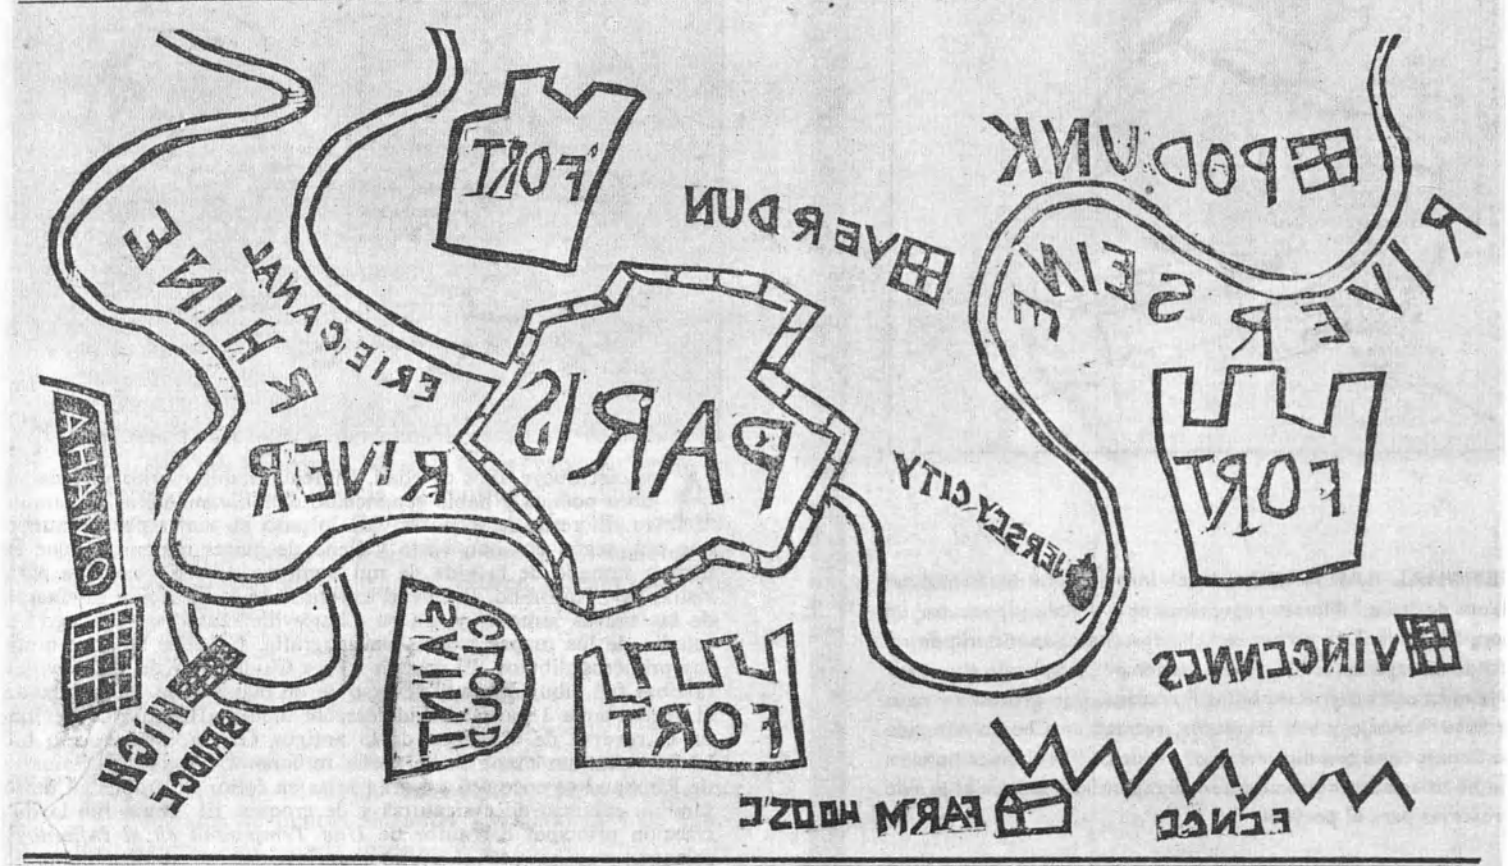 PODUNK
FORT
VERDUN
RIVER SEINE
RIVER RHINE
ERIE CANAL
FORT
PARIS
OMAHA
JERSEY CITY
VINCENNES
SAINT CLOUD
FORT
HIGH BRIDGE
FARM HOUSE
FENCE